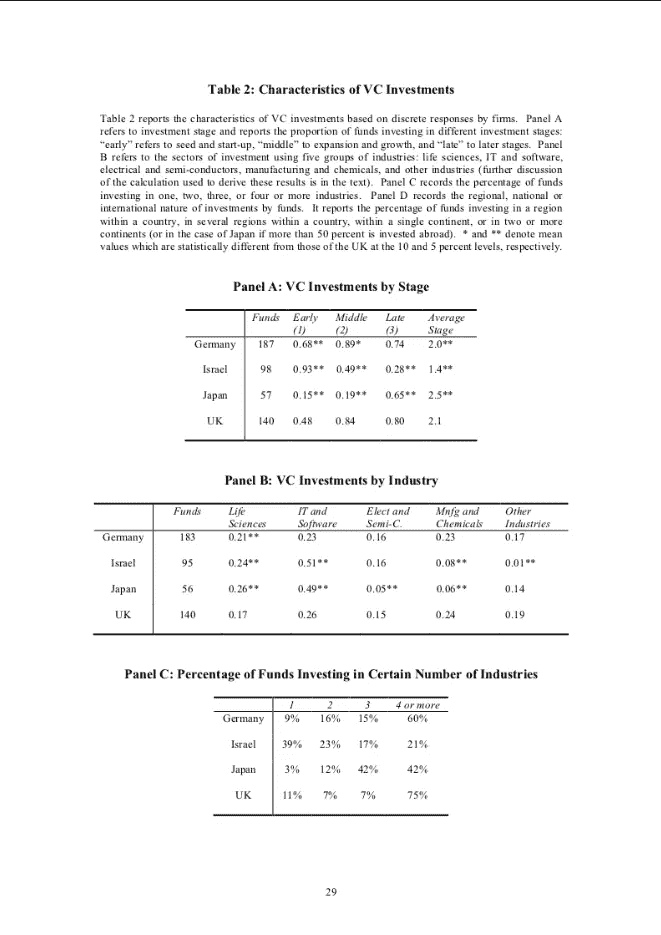 Table 2: Characteristics of VC Investments
Table 2 reports the characteristics of VC investments based on discrete responses by firms. Panel A
refers to investment stage and reports the proportion of funds investing in different investment stages:
“early” refers to seed and start-up, “middle” to expansion and growth, and “late” to later stages. Panel
B refers to the sectors of investment using five groups of industries: life sciences, IT and software,
electrical and semi-conductors, manufacturing and chemicals, and other industries (further discussion
of the calculation used to derive these results is in the text). Panel C records the percentage of funds
investing in one, two, three, or four or more industries. Panel D records the regional, national or
international nature of investments by funds. It reports the percentage of funds investing in a region
within a country, in several regions within a country, within a single continent, or in two or more
continents (or in the case of Japan if more than 50 percent is invested abroad). * and ** denote mean
values which are statistically different from those of the UK at the 10 and 5 percent levels, respectively.
Panel A: VC Investments by Stage
Funds Early Middle Late Average
(1) (2) (3) Stage
Germany 187 0.68** 0.89* 0.74 2.0**
Israel 98 0.93** 0.49** 0.28** 1.4**
Japan 57 0.15** 0.19** 0.65** 2.5**
UK 140 0.48 0.84 0.80 2.1
Panel B: VC Investments by Industry
Funds Life IT and Elect and Mnfg and Other
Sciences Software Semi-C. Chemicals Industries
Germany 183 0.21** 0.23 0.16 0.23 0.17
Israel 95 0.24** 0.51** 0.16 0.08** 0.01**
Japan 56 0.26** 0.49** 0.05** 0.06** 0.14
UK 140 0.17 0.26 0.15 0.24 0.19
Panel C: Percentage of Funds Investing in Certain Number of Industries
1 2 3 4 or more
Germany 9% 16% 15% 60%
Israel 39% 23% 17% 21%
Japan 3% 12% 42% 42%
UK 11% 7% 7% 75%
29